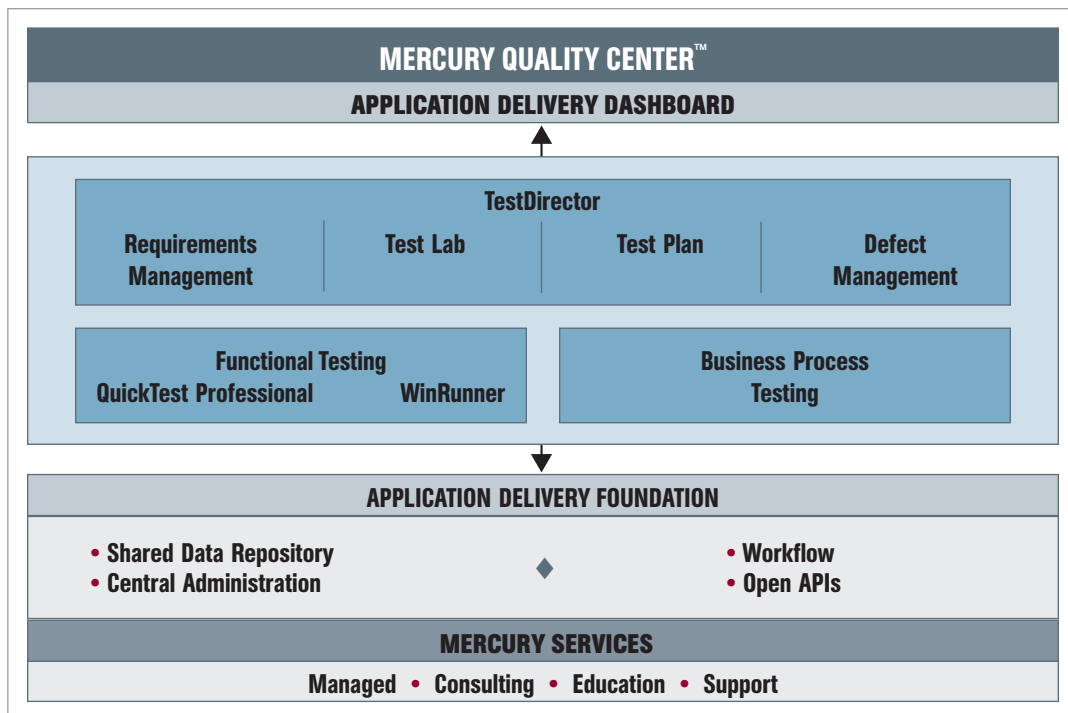 MERCURY QUALITY CENTER™
APPLICATION DELIVERY DASHBOARD
TestDirector
Requirements
Management
Test Lab
Test Plan
Defect
Management
Functional Testing
QuickTest Professional WinRunner
Business Process
Testing
APPLICATION DELIVERY FOUNDATION
• Shared Data Repository
• Central Administration
• Workflow
• Open APIs
MERCURY SERVICES
Managed • Consulting • Education • Support